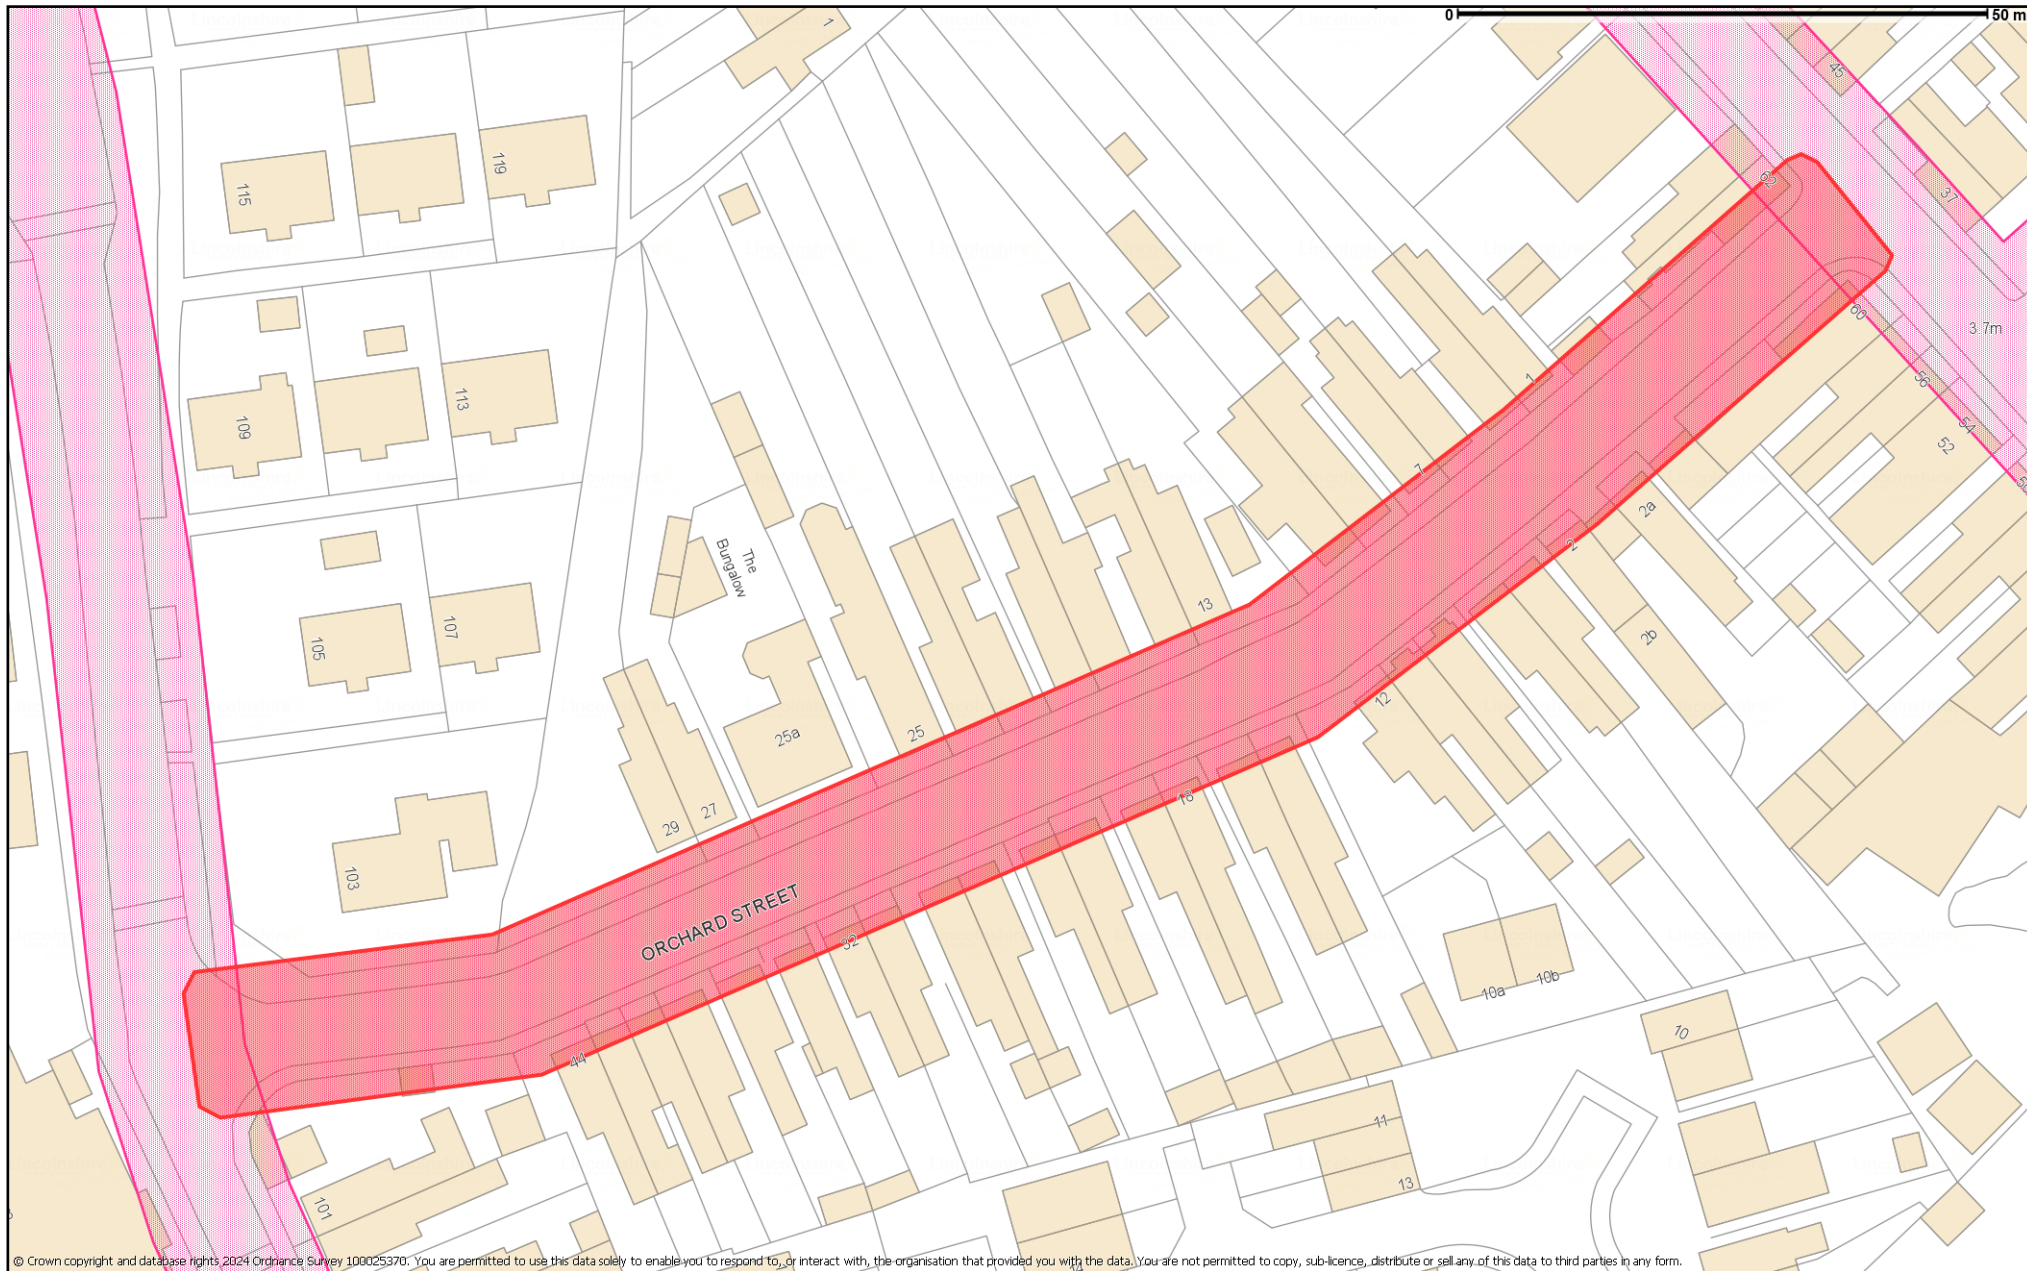 0 50 m
1
45
115
119
62
37
3.7m
60
1
56
109
113
54
52
7
2a
2
The
Bungalow
13
105
107
2b
12
25
25a
18
27
29
103
ORCHARD STREET
32
10a
10b
10
44
11
13
101
© Crown copyright and database rights 2024 Ordnance Survey 100025370. You are permitted to use this data solely to enable you to respond to, or interact with, the organisation that provided you with the data. You are not permitted to copy, sub-licence, distribute or sell any of this data to third parties in any form.